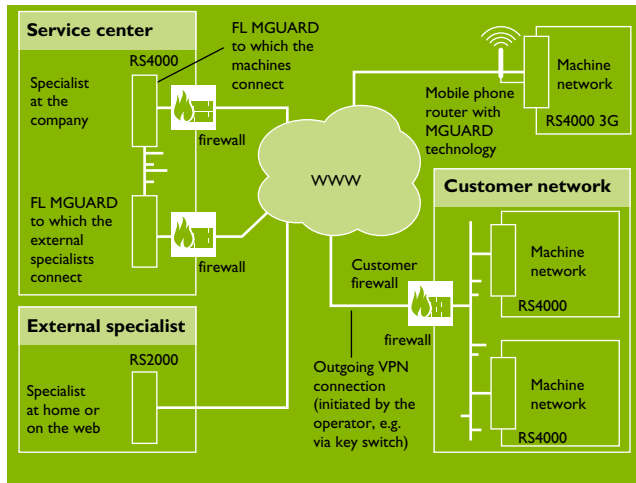 Service center
RS4000
FL MGUARD
to which the
machines
connect
Specialist
at the
company
firewall
FL MGUARD
to which the
external
specialists
connect
firewall
External specialist
RS2000
Specialist
at home or
on the web
www
Mobile phone
router with
MGUARD
technology
Machine
network
RS4000 3G
Customer network
Customer
firewall
firewall
Machine
network
RS4000
Machine
network
RS4000
Outgoing VPN
connection
(initiated by the
operator, e.g.
via key switch)